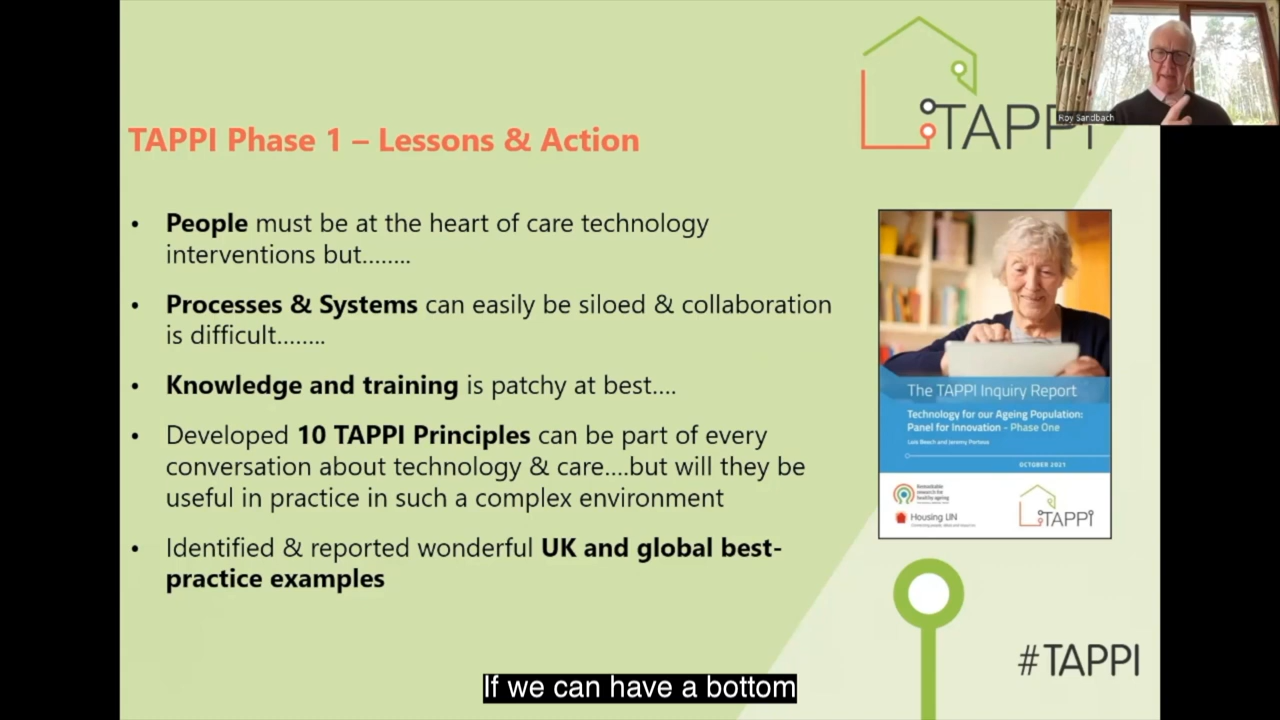 TAPPI
Roy Sandbach
TAPPI Phase 1 – Lessons & Action
• People must be at the heart of care technology
interventions but........
• Processes & Systems can easily be siloed & collaboration
is difficult........
• Knowledge and training is patchy at best....
• Developed 10 TAPPI Principles can be part of every
conversation about technology & care....but will they be
useful in practice in such a complex environment
• Identified & reported wonderful UK and global best-
practice examples
The TAPPI Inquiry Report
Technology for our Ageing Population:
Panel for Innovation - Phase One
OCTOBER 2021
Housing LIN
TAPPI
#TAPPI
If we can have a bottom